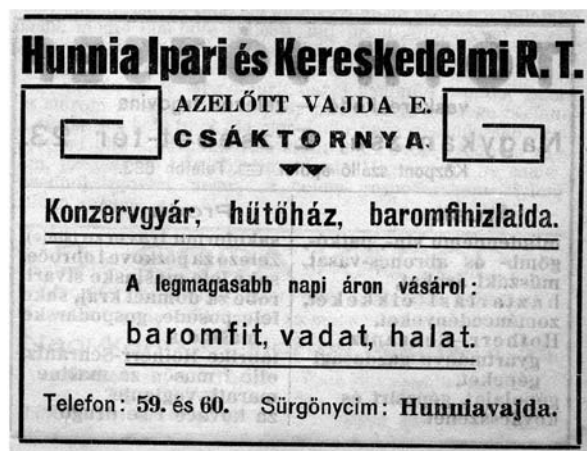 Hunnia Ipari és Kereskedelmi R. T.
AZELŐTT VAJDA E.
CSÁKTORNYA.
Konzervgyár, hűtőház, baromfihizlalda.
A legmagasabb napi áron vásárol:
baromfit, vadat, halat.
Telefon: 59. és 60. Sürgönycim: Hunniavajda.